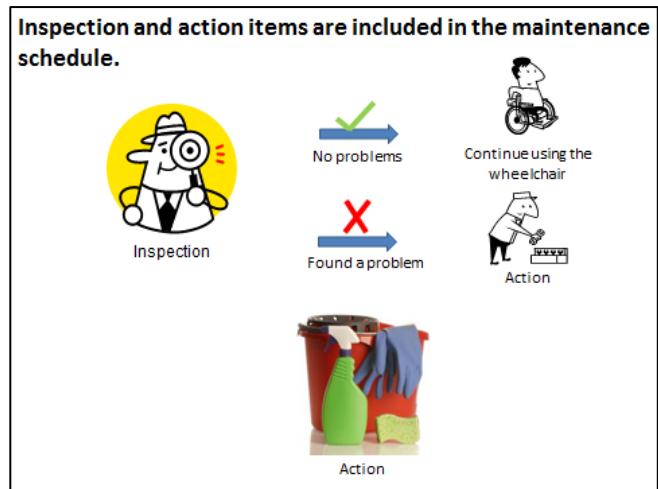 Inspection and action items are included in the maintenance
schedule.
No problems
Continue using the
wheelchair
Inspection
Found a problem
Action
Action